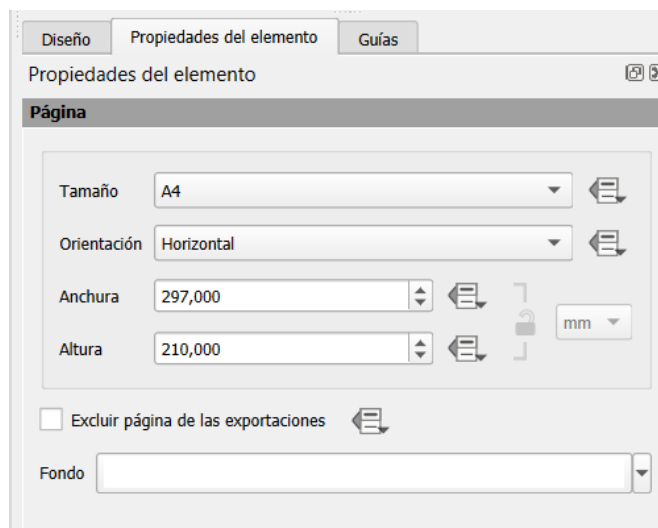 Diseño Propiedades del elemento Guías
Propiedades del elemento
Página
Tamaño A4
Orientación Horizontal
Anchura 297,000
mm
Altura 210,000
Excluir página de las exportaciones
Fondo